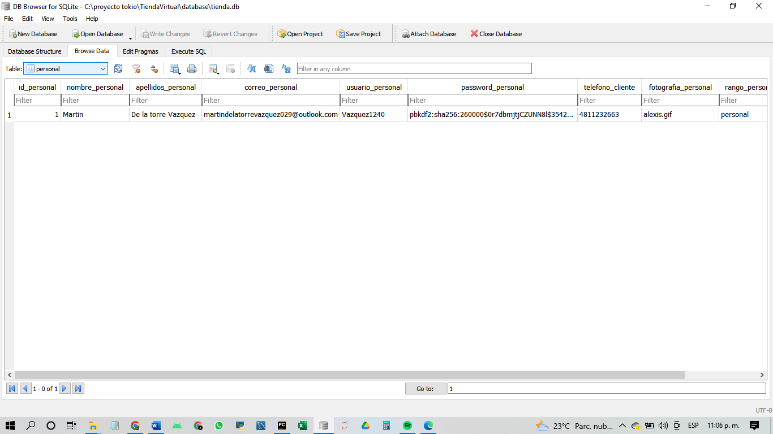 DB Browser for SQLite - C:\proyecto tokio\TiendaVirtual\database\tienda.db
File Edit View Tools Help
New Database Open Database Write Changes Revert Changes Open Project Save Project Attach Database Close Database
Database Structure Browse Data Edit Pragmas Execute SQL
Table: personal Filter in any column
id_personal nombre_personal apellidos_personal correo_personal usuario_personal password_personal telefono_cliente fotografia_personal rango_person
Filter Filter Filter Filter Filter Filter Filter Filter Filter
1 1 Martin De la torre Vazquez martindelatorrevazquez029@outlook.com Vazquez1240 pbkdf2:sha256:260000$0r7dbmjtjCZUNN8l$3542... 4811232663 alexis.gif personal
1 - 0 of 1 Go to: 1
UTF-8
23°C Parc. nub... ESP 11:06 p. m.